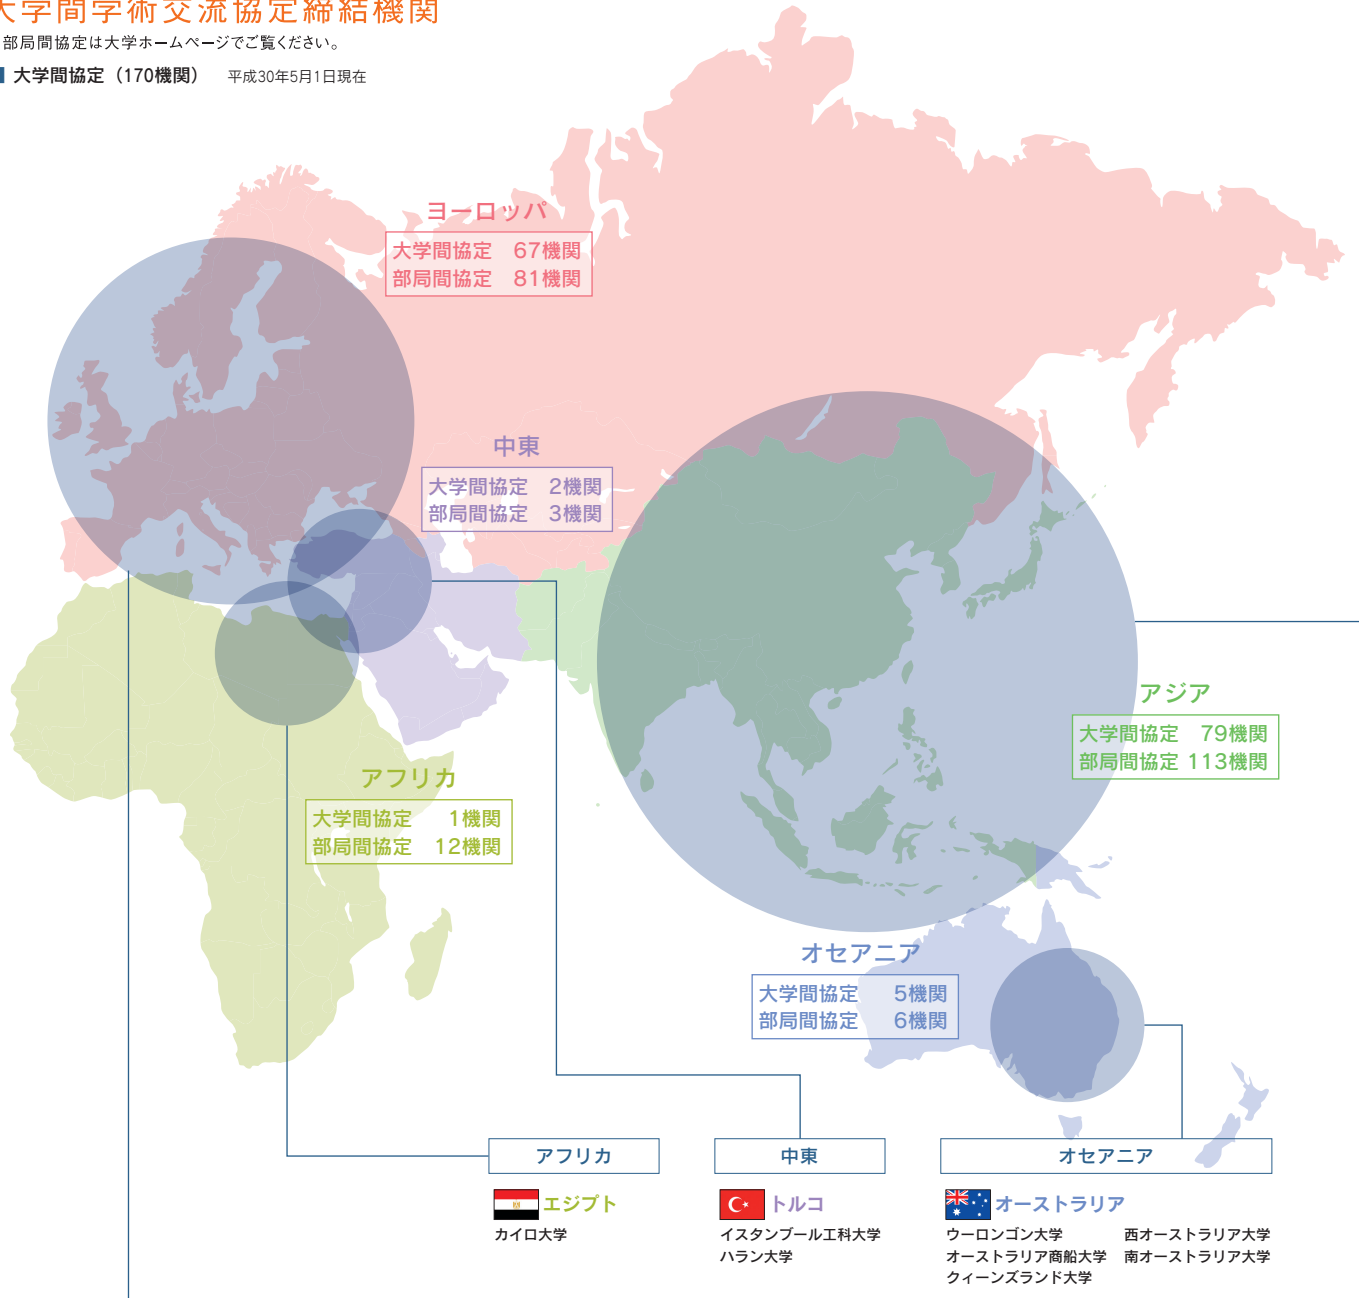 大学間学術交流協定締結機関
部局間協定は大学ホームページでご覧ください。
大学間協定（170機関） 平成30年5月1日現在
ヨーロッパ
大学間協定 67機関
部局間協定 81機関
中東
大学間協定 2機関
部局間協定 3機関
アジア
大学間協定 79機関
部局間協定 113機関
アフリカ
大学間協定 1機関
部局間協定 12機関
オセアニア
大学間協定 5機関
部局間協定 6機関
アフリカ
エジプト
カイロ大学
中東
トルコ
イスタンブール工科大学
ハラン大学
オセアニア
オーストラリア
ウーロンゴン大学 西オーストラリア大学
オーストラリア商船大学 南オーストラリア大学
クィーンズランド大学